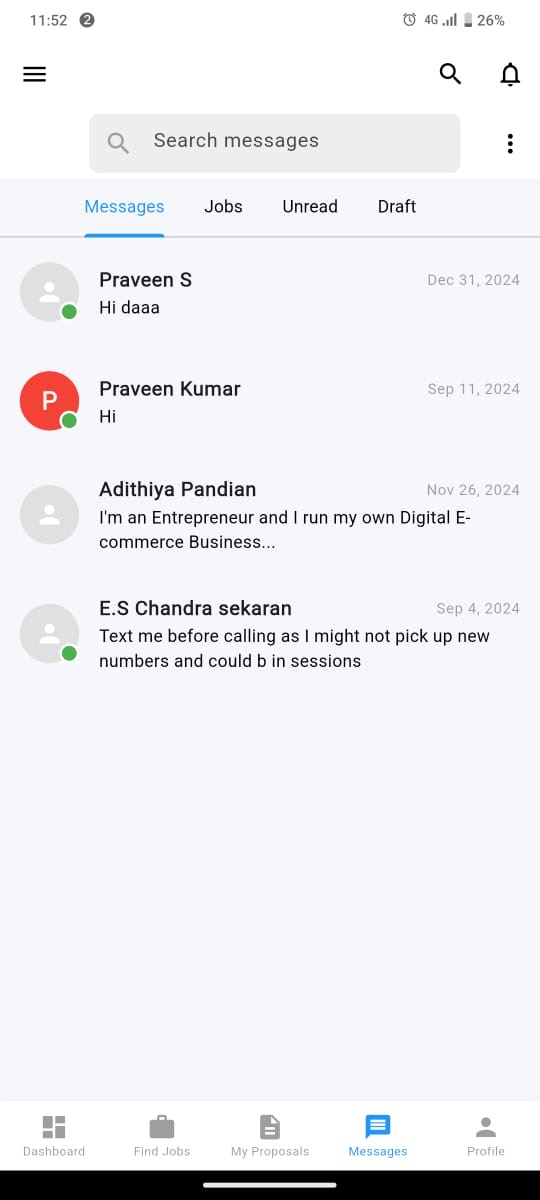 11:52 2 4G 26%
Search messages
Messages Jobs Unread Draft
Praveen S Dec 31, 2024
Hi daaa
P
Praveen Kumar Sep 11, 2024
Hi
Adithiya Pandian Nov 26, 2024
I'm an Entrepreneur and I run my own Digital E-
commerce Business...
E.S Chandra sekaran Sep 4, 2024
Text me before calling as I might not pick up new
numbers and could b in sessions
Dashboard Find Jobs My Proposals Messages Profile